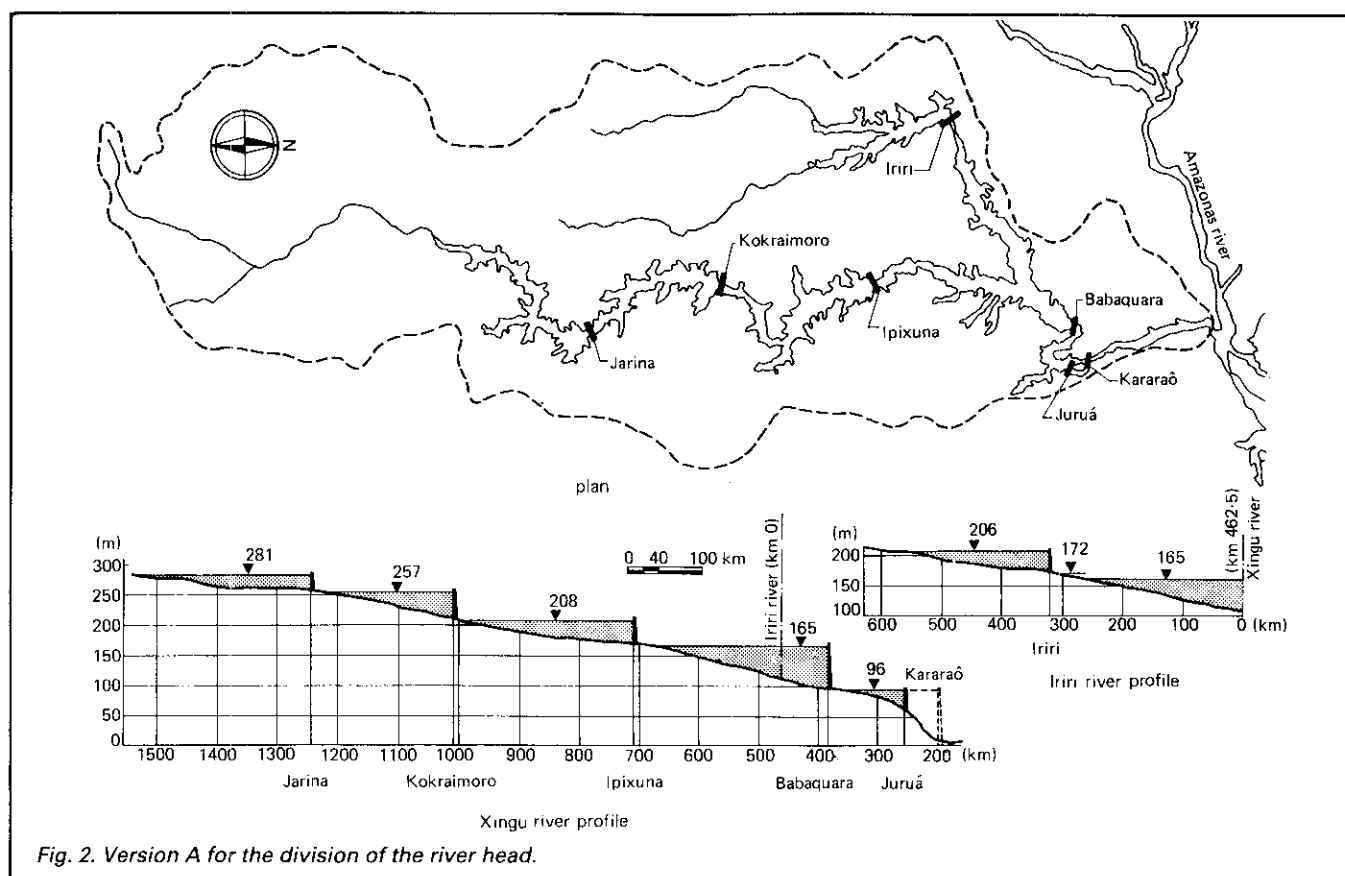 N
Amazonas river
Iriri
Kokraimoro
Babaquara
Ipixuna
Jarina
Kararaô
Juruá
plan
(m)
300
250
200
150
100
50
0
281
257
208
165
96
Kararaô
0 40 100 km
Iriri river (km 0)
1500 1400 1300 1200 1100 1000 900 800 700 600 500 400 300 200 (km)
Jarina Kokraimoro Ipixuna Babaquara Juruá
Xingu river profile
(m)
200
150
100
206
172
165
(km 462·5)
Xingu river
600 500 400 300 200 100 0 (km)
Iriri
Iriri river profile
Fig. 2. Version A for the division of the river head.